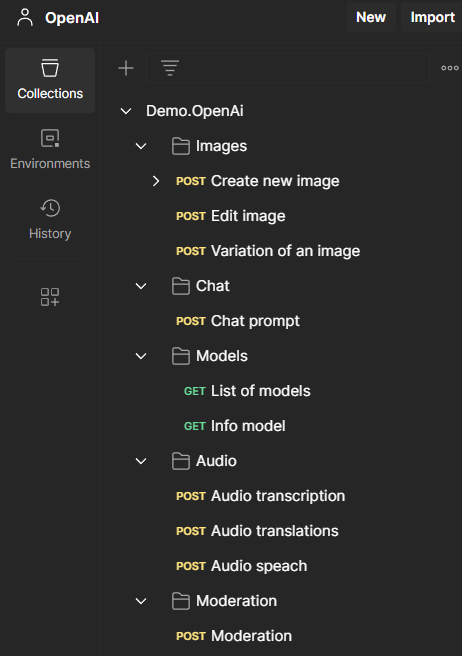 OpenAI New Import
Collections
Environments
History
Demo.OpenAi
Images
POST Create new image
POST Edit image
POST Variation of an image
Chat
POST Chat prompt
Models
GET List of models
GET Info model
Audio
POST Audio transcription
POST Audio translations
POST Audio speach
Moderation
POST Moderation